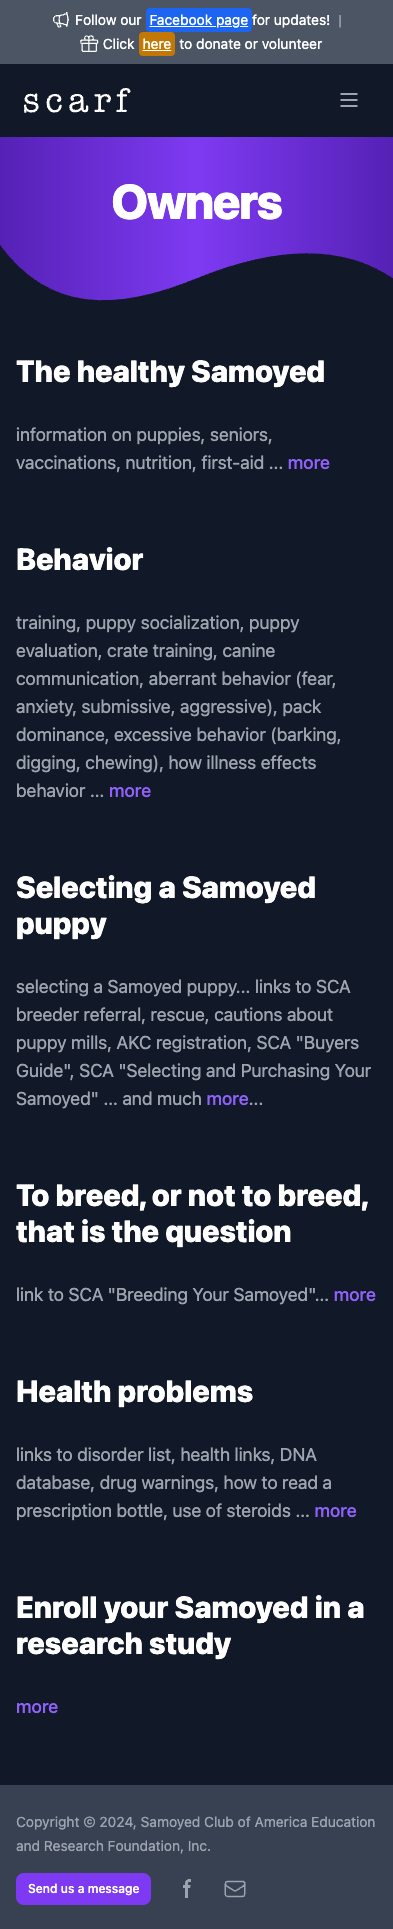 Follow our Facebook page for updates! |
Click here to donate or volunteer
scarf
Owners
The healthy Samoyed
information on puppies, seniors,
vaccinations, nutrition, first-aid ... more
Behavior
training, puppy socialization, puppy
evaluation, crate training, canine
communication, aberrant behavior (fear,
anxiety, submissive, aggressive), pack
dominance, excessive behavior (barking,
digging, chewing), how illness effects
behavior ... more
Selecting a Samoyed
puppy
selecting a Samoyed puppy... links to SCA
breeder referral, rescue, cautions about
puppy mills, AKC registration, SCA "Buyers
Guide", SCA "Selecting and Purchasing Your
Samoyed" ... and much more...
To breed, or not to breed,
that is the question
link to SCA "Breeding Your Samoyed"... more
Health problems
links to disorder list, health links, DNA
database, drug warnings, how to read a
prescription bottle, use of steroids ... more
Enroll your Samoyed in a
research study
more
Copyright © 2024, Samoyed Club of America Education
and Research Foundation, Inc.
Send us a message